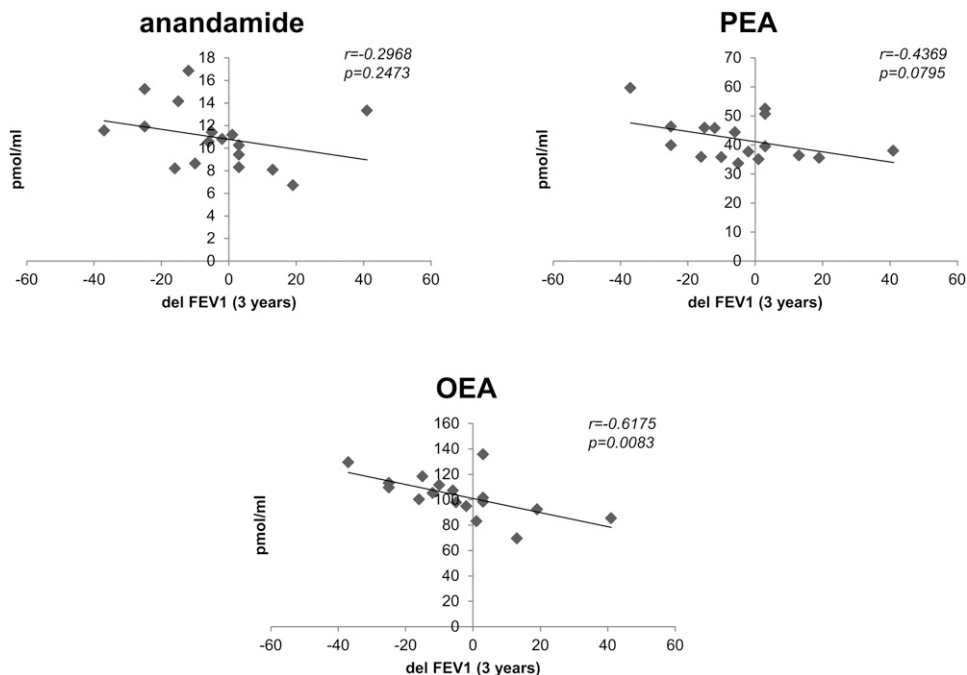 anandamide
r=-0.2968
p=0.2473
pmol/ml
18
16
14
12
10
8
6
4
2
0
-60 -40 -20 0 20 40 60
del FEV1 (3 years)
PEA
r=-0.4369
p=0.0795
pmol/ml
70
60
50
40
30
20
10
0
-60 -40 -20 0 20 40 60
del FEV1 (3 years)
OEA
r=-0.6175
p=0.0083
pmol/ml
160
140
120
100
80
60
40
20
0
-60 -40 -20 0 20 40 60
del FEV1 (3 years)